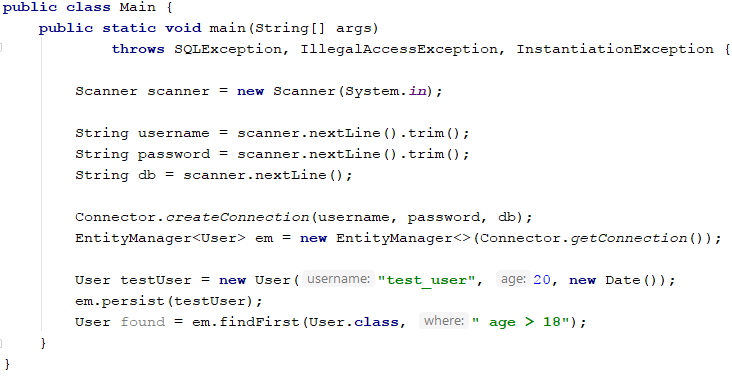 public class Main {
    public static void main(String[] args)
            throws SQLException, IllegalAccessException, InstantiationException {
        Scanner scanner = new Scanner(System.in);
        String username = scanner.nextLine().trim();
        String password = scanner.nextLine().trim();
        String db = scanner.nextLine();
        Connector.createConnection(username, password, db);
        EntityManager<User> em = new EntityManager<>(Connector.getConnection());
        User testUser = new User( username: "test_user", age: 20, new Date());
        em.persist(testUser);
        User found = em.findFirst(User.class, where: " age > 18");
    }
}